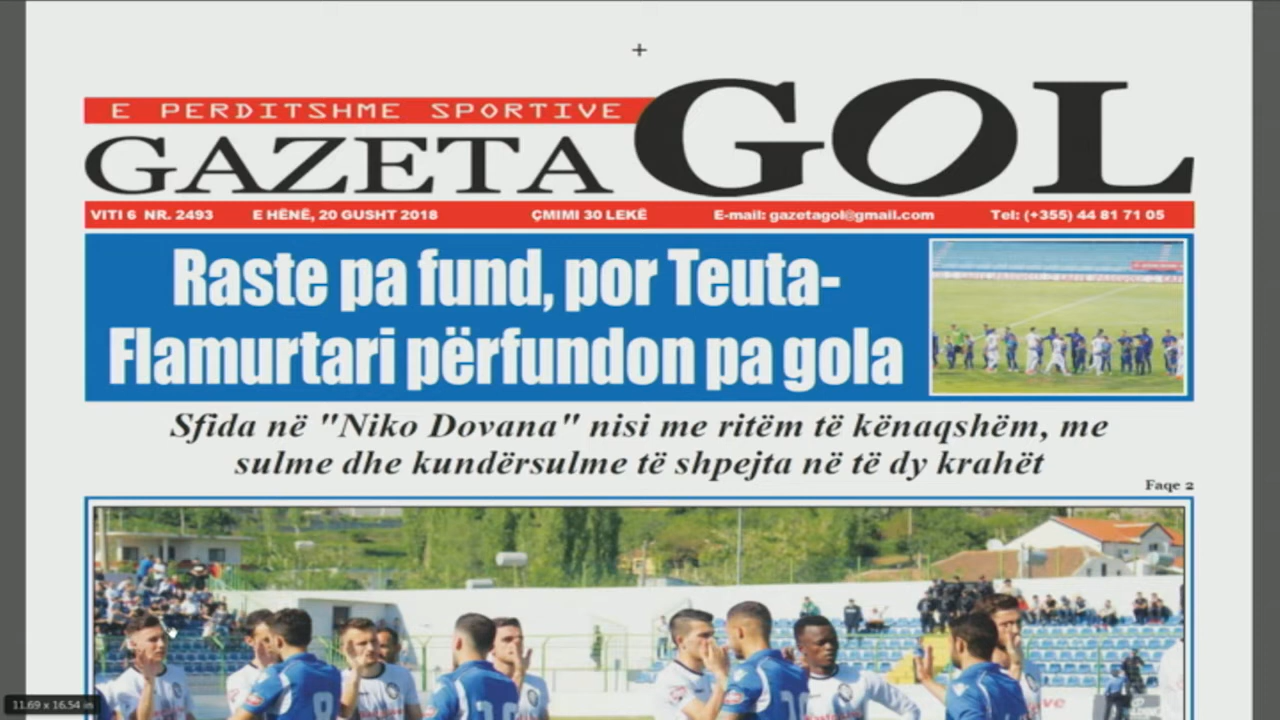 E PERDITSHME SPORTIVE
GAZETA GOL
VITI 6 NR. 2493 E HËNË, 20 GUSHT 2018 ÇMIMI 30 LEKË E-mail: gazetagol@gmail.com Tel: (+355) 44 81 71 05
Raste pa fund, por Teuta-
Flamurtari përfundon pa gola
Sfida në "Niko Dovana" nisi me ritëm të kënaqshëm, me
sulme dhe kundërsulme të shpejta në të dy krahët
Faqe 2
11.69 x 16.54 in